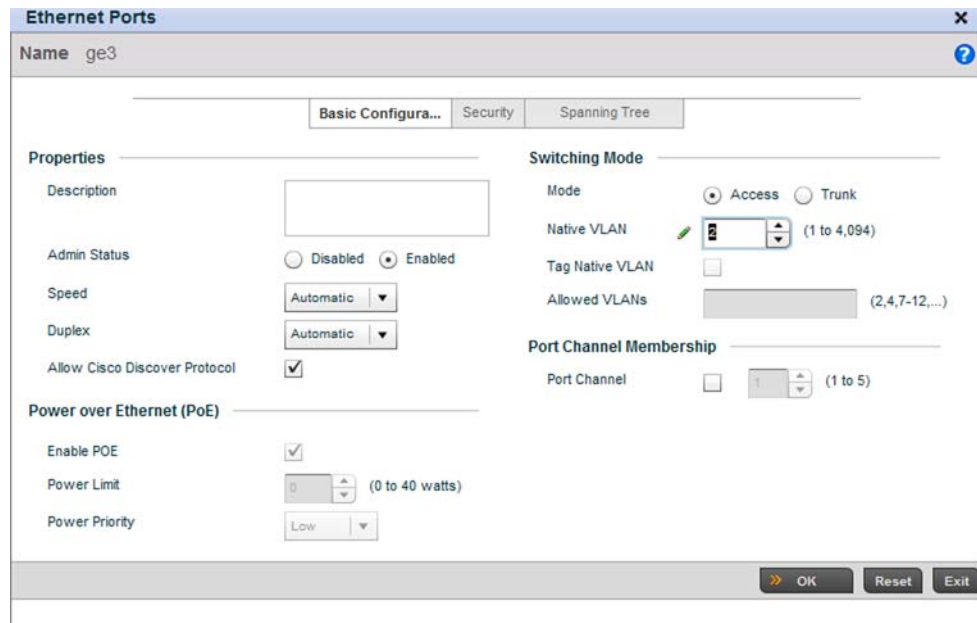 Ethernet Ports
Name ge3
Basic Configura... Security Spanning Tree
Properties
Description
Admin Status Disabled Enabled
Speed Automatic
Duplex Automatic
Allow Cisco Discover Protocol
Power over Ethernet (PoE)
Enable POE
Power Limit 0 (0 to 40 watts)
Power Priority Low
Switching Mode
Mode Access Trunk
Native VLAN 2 (1 to 4,094)
Tag Native VLAN
Allowed VLANs (2,4,7-12,...)
Port Channel Membership
Port Channel 1 (1 to 5)
OK Reset Exit